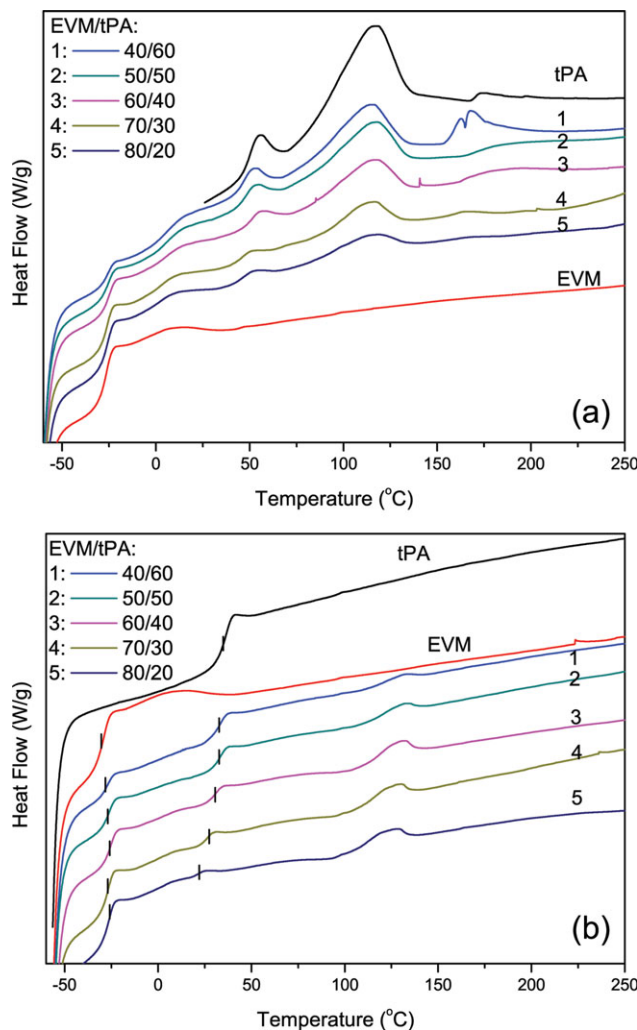 EVM/tPA:
1: 40/60
2: 50/50
3: 60/40
4: 70/30
5: 80/20
tPA
1
2
3
4
5
EVM
(a)
Heat Flow (W/g)
-50 0 50 100 150 200 250
Temperature (°C)
EVM/tPA:
1: 40/60
2: 50/50
3: 60/40
4: 70/30
5: 80/20
tPA
EVM
1
2
3
4
5
(b)
Heat Flow (W/g)
-50 0 50 100 150 200 250
Temperature (°C)